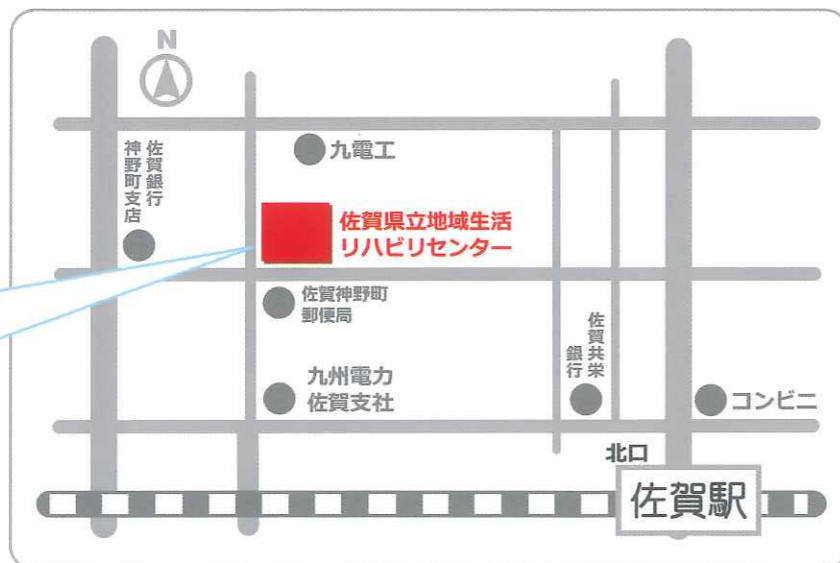 N
九電工
佐賀銀行
神野町支店
佐賀県立地域生活
リハビリセンター
佐賀神野町
郵便局
佐賀共栄
銀行
九州電力
佐賀支社
コンビニ
北口
佐賀駅